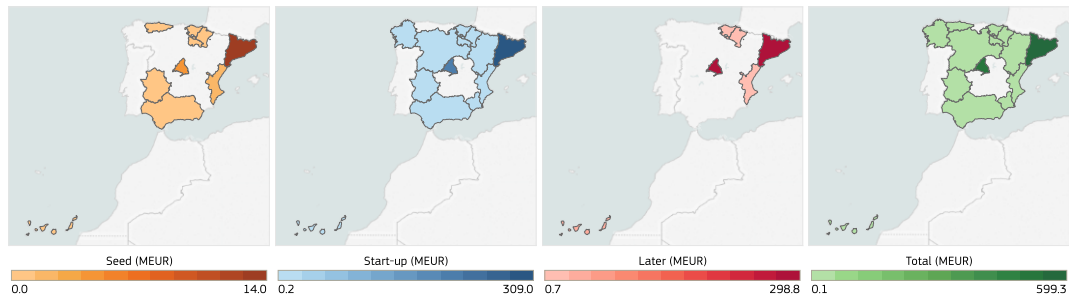 Seed (MEUR)
0.0 14.0
Start-up (MEUR)
0.2 309.0
Later (MEUR)
0.7 298.8
Total (MEUR)
0.1 599.3